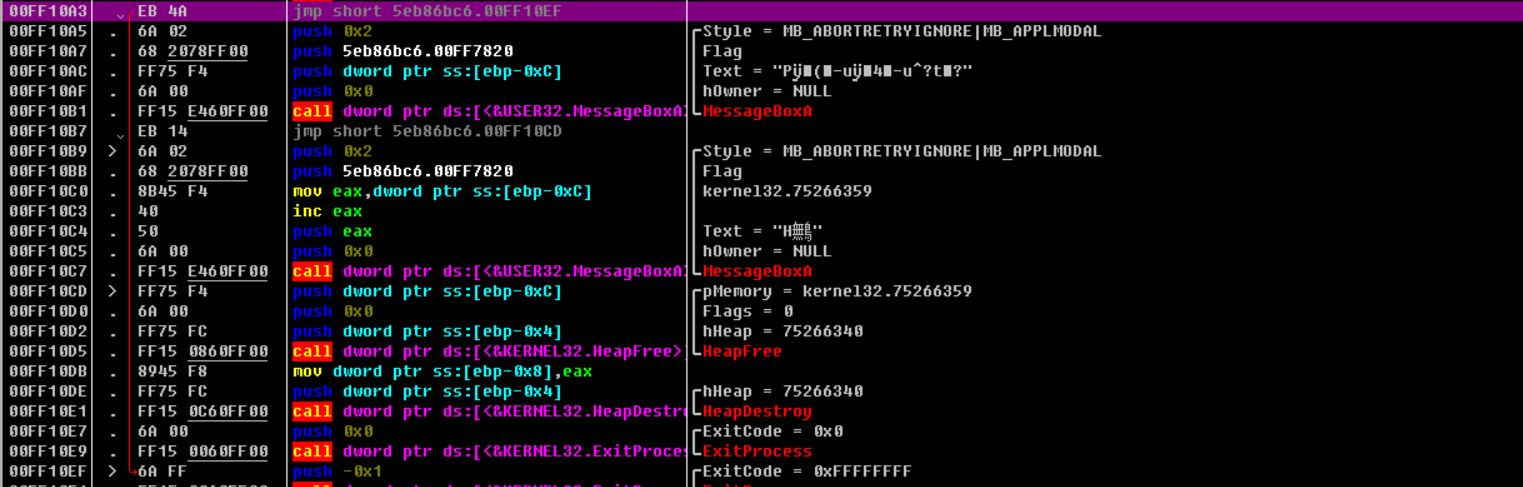 00FF10A3 EB 4A jmp short 5eb86bc6.00FF10EF
00FF10A5 . 6A 02 push 0x2 Style = MB_ABORTRETRYIGNORE|MB_APPLMODAL
00FF10A7 . 68 2078FF00 push 5eb86bc6.00FF7820 Flag
00FF10AC . FF75 F4 push dword ptr ss:[ebp-0xC] Text =
00FF10AF . 6A 00 push 0x0 hOwner = NULL
00FF10B1 . FF15 E460FF00 call dword ptr ds:[<&USER32.MessageBoxA> MessageBoxA
00FF10B7 EB 14 jmp short 5eb86bc6.00FF10CD
00FF10B9 > 6A 02 push 0x2 Style = MB_ABORTRETRYIGNORE|MB_APPLMODAL
00FF10BB . 68 2078FF00 push 5eb86bc6.00FF7820 Flag
00FF10C0 . 8B45 F4 mov eax,dword ptr ss:[ebp-0xC] kernel32.75266359
00FF10C3 . 40 inc eax
00FF10C4 . 50 push eax Text =
00FF10C5 . 6A 00 push 0x0 hOwner = NULL
00FF10C7 . FF15 E460FF00 call dword ptr ds:[<&USER32.MessageBoxA> MessageBoxA
00FF10CD > FF75 F4 push dword ptr ss:[ebp-0xC] pMemory = kernel32.75266359
00FF10D0 . 6A 00 push 0x0 Flags = 0
00FF10D2 . FF75 FC push dword ptr ss:[ebp-0x4] hHeap = 75266340
00FF10D5 . FF15 0860FF00 call dword ptr ds:[<&KERNEL32.HeapFree>] HeapFree
00FF10DB . 8945 F8 mov dword ptr ss:[ebp-0x8],eax
00FF10DE . FF75 FC push dword ptr ss:[ebp-0x4] hHeap = 75266340
00FF10E1 . FF15 0C60FF00 call dword ptr ds:[<&KERNEL32.HeapDestro HeapDestroy
00FF10E7 . 6A 00 push 0x0 ExitCode = 0x0
00FF10E9 . FF15 0060FF00 call dword ptr ds:[<&KERNEL32.ExitProces ExitProcess
00FF10EF > 6A FF push -0x1 ExitCode = 0xFFFFFFFF